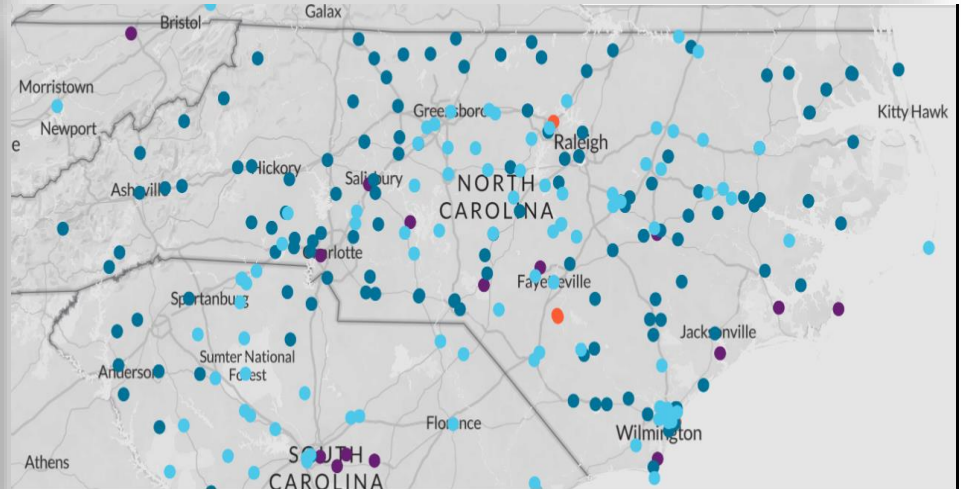 Galax
Bristol
Morristown
Newport
e
Greensboro
Kitty Hawk
Raleigh
Hickory
Salisbury
Asheville
NORTH
CAROLINA
Charlotte
Fayetteville
Spartanburg
Jacksonville
Sumter National
Forest
Anderson
Florence
Wilmington
Athens
SOUTH
CAROLINA